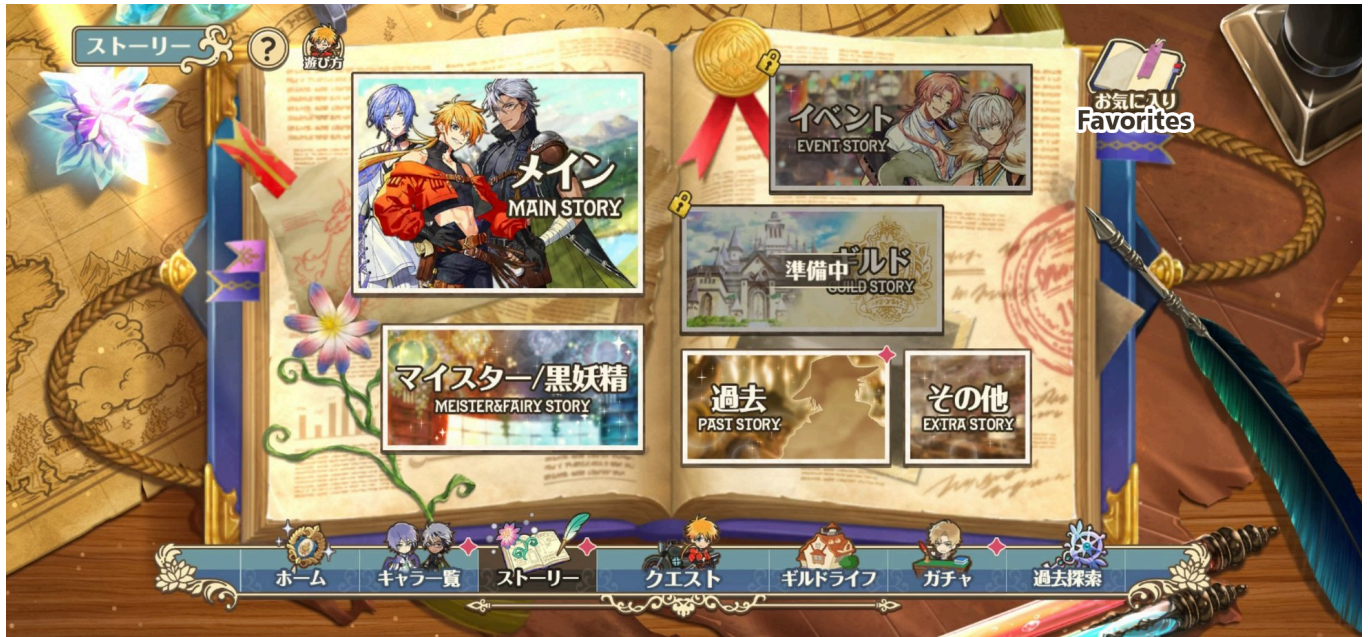 ストーリー
?
遊び方
お気に入り
Favorites
メイン
MAIN STORY
イベント
EVENT STORY
準備中
ギルド
GUILD STORY
マイスター/黒妖精
MEISTER&FAIRY STORY
過去
PAST STORY
その他
EXTRA STORY
ホーム
キャラ一覧
ストーリー
クエスト
ギルドライフ
ガチャ
過去探索